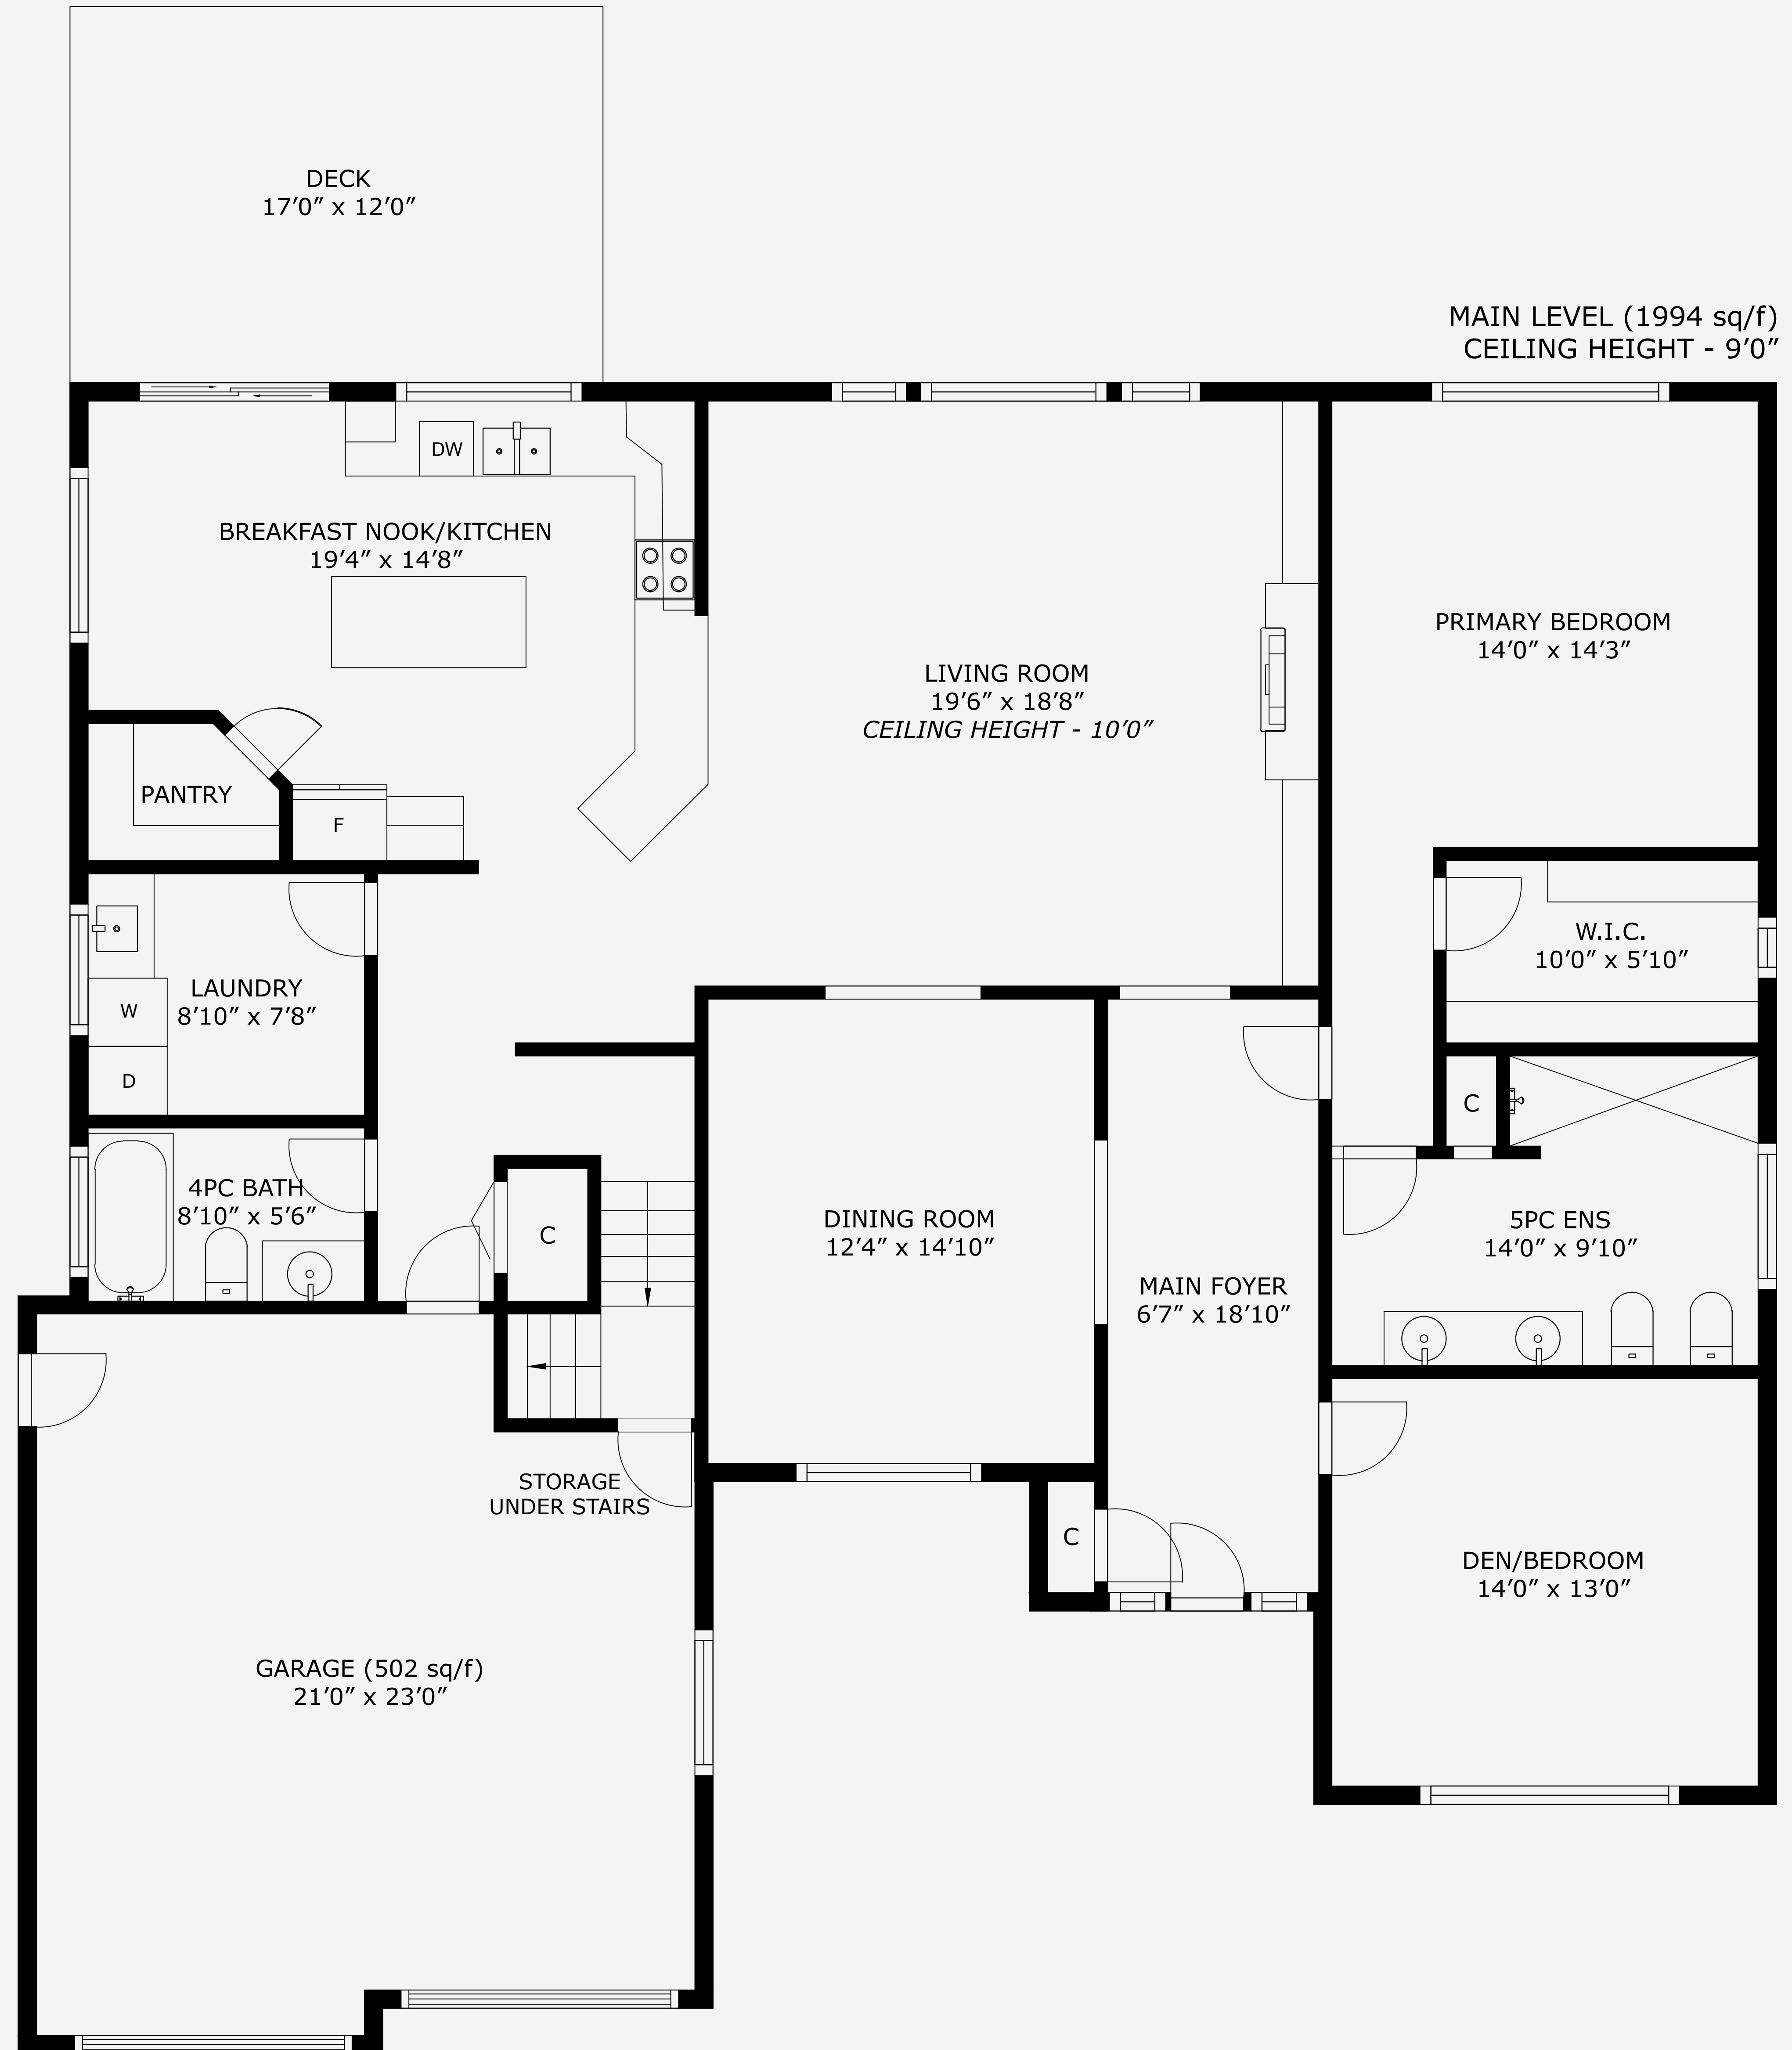 DECK
17′0″ x 12′0″
MAIN LEVEL (1994 sq/f)
CEILING HEIGHT - 9′0″
DW
BREAKFAST NOOK/KITCHEN
19′4″ x 14′8″
LIVING ROOM
19′6″ x 18′8″
CEILING HEIGHT - 10′0″
PRIMARY BEDROOM
14′0″ x 14′3″
PANTRY
F
W.I.C.
10′0″ x 5′10″
LAUNDRY
8′10″ x 7′8″
W
D
C
4PC BATH
8′10″ x 5′6″
C
DINING ROOM
12′4″ x 14′10″
MAIN FOYER
6′7″ x 18′10″
5PC ENS
14′0″ x 9′10″
STORAGE
UNDER STAIRS
C
DEN/BEDROOM
14′0″ x 13′0″
GARAGE (502 sq/f)
21′0″ x 23′0″